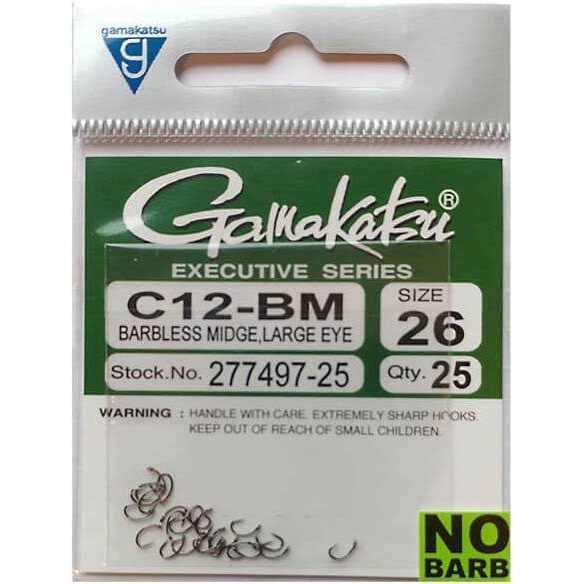 gamakatsu
g
Gamakatsu®
EXECUTIVE SERIES
C12-BM
BARBLESS MIDGE,LARGE EYE
SIZE
26
Stock.No. 277497-25
Qty. 25
WARNING : HANDLE WITH CARE. EXTREMELY SHARP HOOKS.
KEEP OUT OF REACH OF SMALL CHILDREN.
NO
BARB